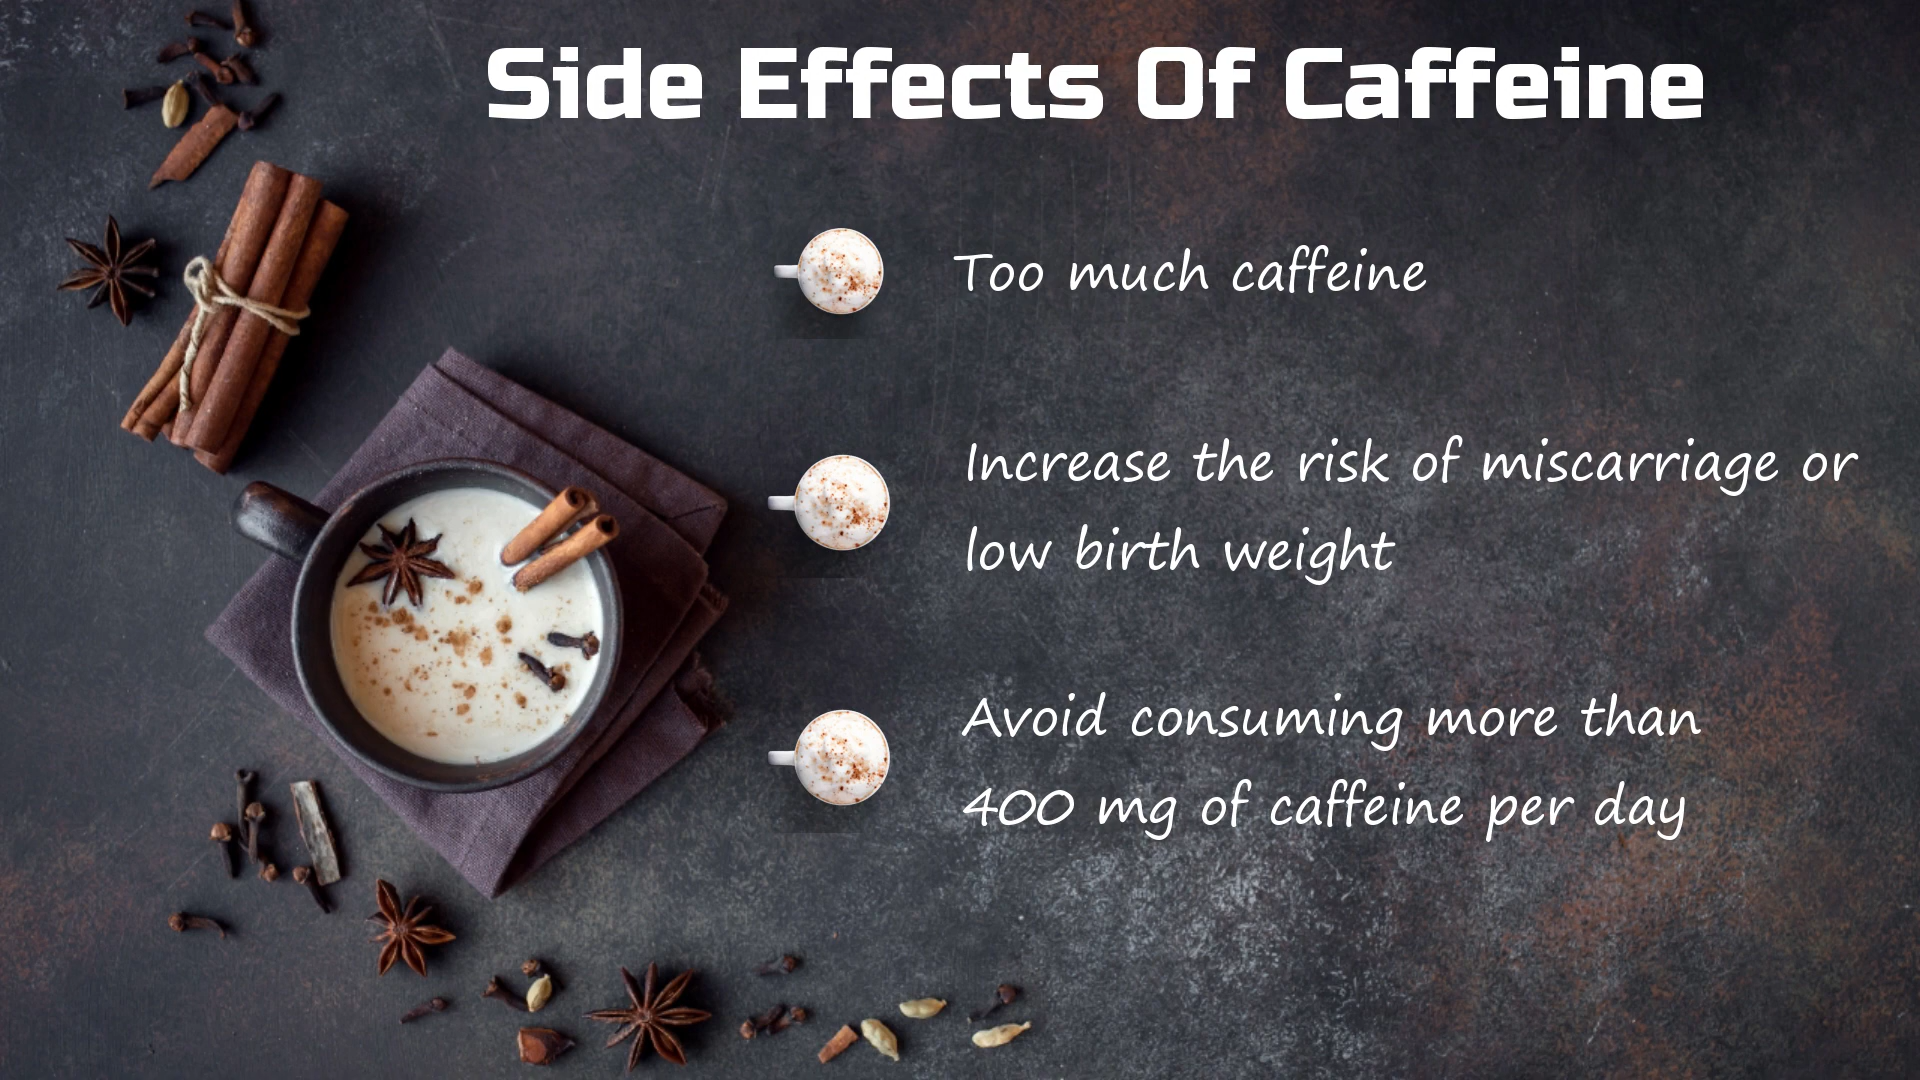 Side Effects Of Caffeine
Too much caffeine
Increase the risk of miscarriage or
low birth weight
Avoid consuming more than
400 mg of caffeine per day